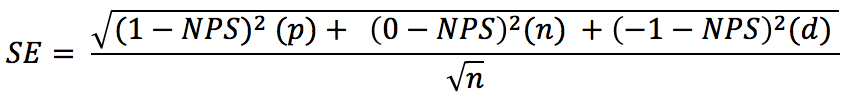 SE = √((1 − NPS)² (p) + (0 − NPS)²(n) + (−1 − NPS)²(d)) / √n